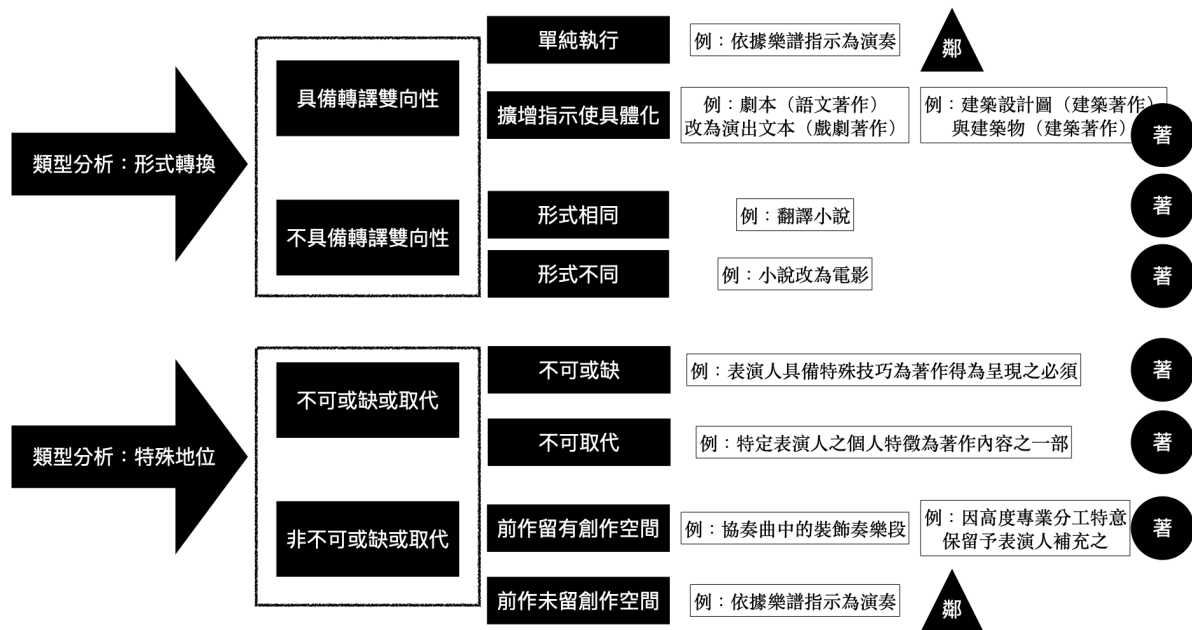 類型分析：形式轉換
具備轉譯雙向性
單純執行
例：依據樂譜指示為演奏
鄰
擴增指示使具體化
例：劇本（語文著作）
改為演出文本（戲劇著作）
例：建築設計圖（建築著作）
與建築物（建築著作）
著
不具備轉譯雙向性
形式相同
例：翻譯小說
著
形式不同
例：小說改為電影
著
類型分析：特殊地位
不可或缺或取代
不可或缺
例：表演人具備特殊技巧為著作得為呈現之必須
著
不可取代
例：特定表演人之個人特徵為著作內容之一部
著
非不可或缺或取代
前作留有創作空間
例：協奏曲中的裝飾奏樂段
例：因高度專業分工特意
保留予表演人補充之
著
前作未留創作空間
例：依據樂譜指示為演奏
鄰